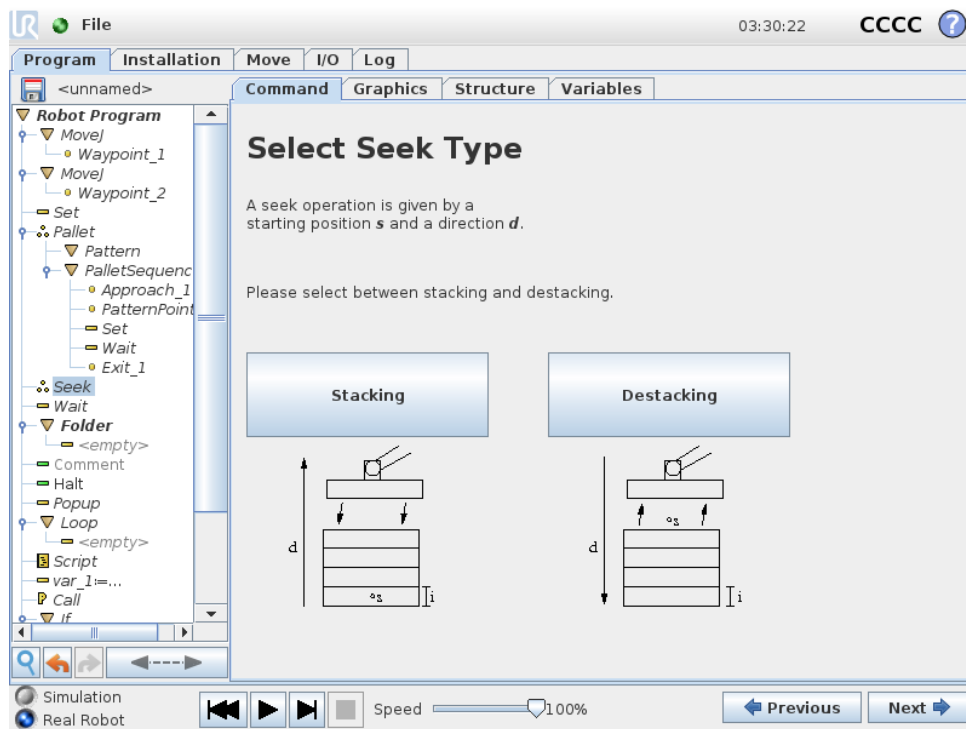 UR File 03:30:22 CCCC ?
Program Installation Move I/O Log
<unnamed> Command Graphics Structure Variables
Robot Program
MoveJ
Waypoint_1
MoveJ
Waypoint_2
Set
Pallet
Pattern
PalletSequenc
Approach_1
PatternPoint
Set
Wait
Exit_1
Seek
Wait
Folder
<empty>
Comment
Halt
Popup
Loop
<empty>
Script
var_1:=...
Call
If
Select Seek Type
A seek operation is given by a
starting position s and a direction d.
Please select between stacking and destacking.
Stacking Destacking
d s i
d s i
Simulation
Real Robot
Speed 100%
Previous Next